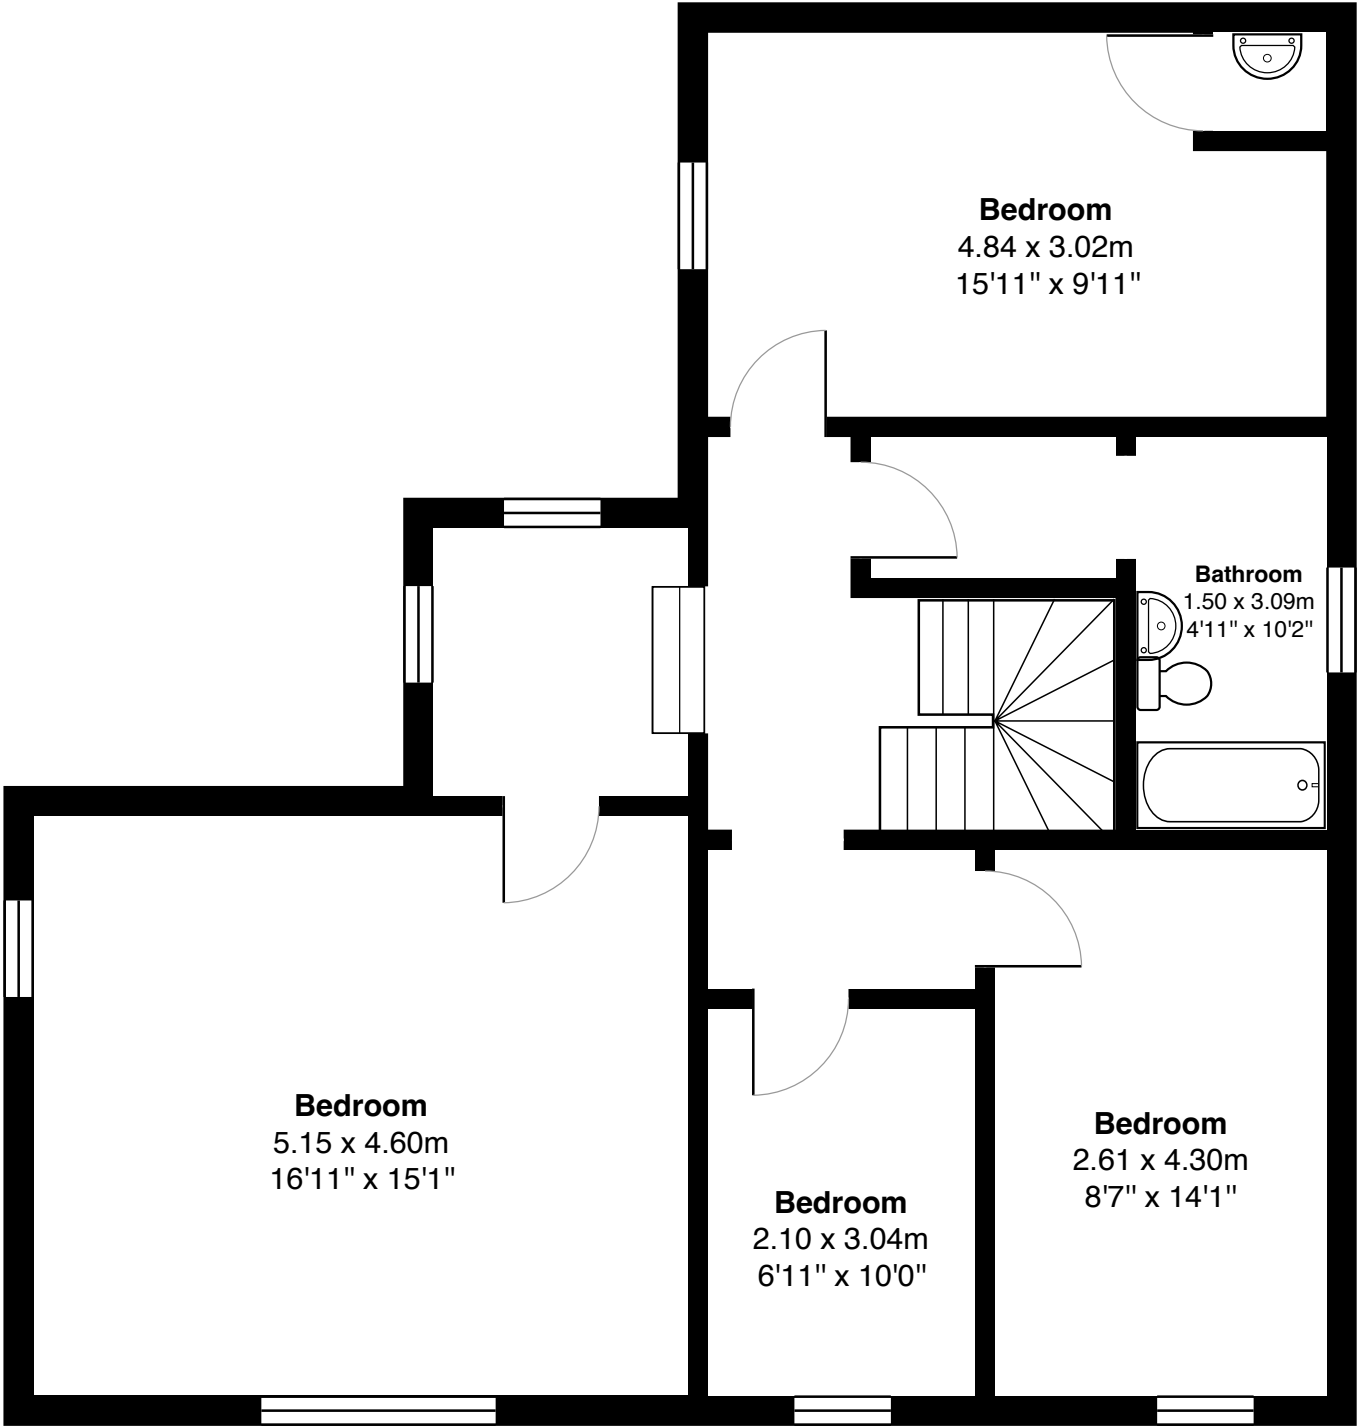 Bedroom
4.84 x 3.02m
15'11" x 9'11"
Bathroom
1.50 x 3.09m
4'11" x 10'2"
Bedroom
5.15 x 4.60m
16'11" x 15'1"
Bedroom
2.10 x 3.04m
6'11" x 10'0"
Bedroom
2.61 x 4.30m
8'7" x 14'1"